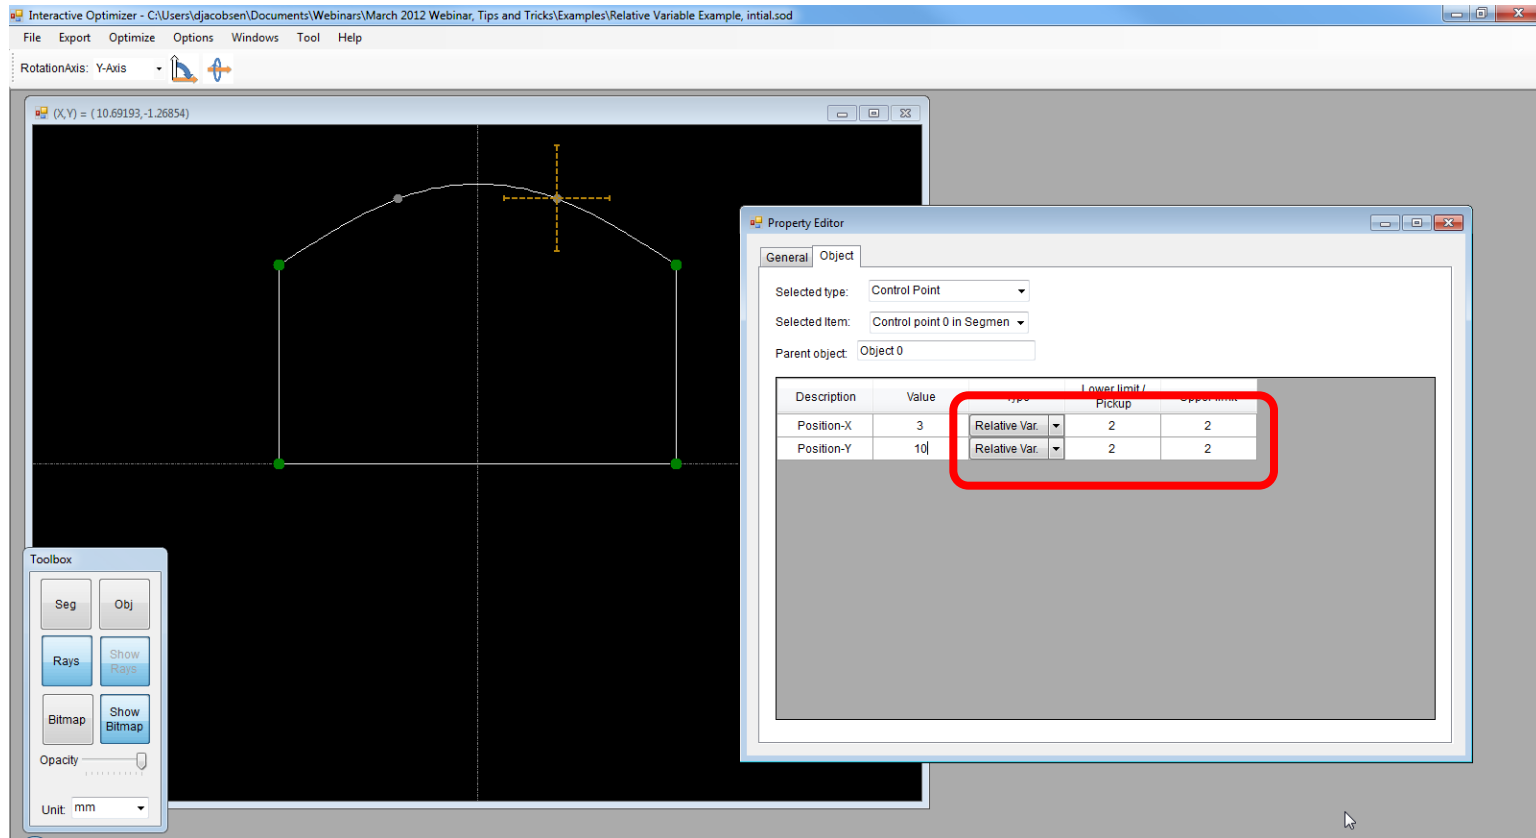 Interactive Optimizer - C:\Users\djacobsen\Documents\Webinars\March 2012 Webinar, Tips and Tricks\Examples\Relative Variable Example, intial.sod
File Export Optimize Options Windows Tool Help
RotationAxis: Y-Axis
(X,Y) = ( 10.69193,-1.26854)
Property Editor
General Object
Selected type: Control Point
Selected Item: Control point 0 in Segmen
Parent object: Object 0
Lower limit /
Description Value Type Pickup Upper limit
Position-X 3 Relative Var. 2 2
Position-Y 10 Relative Var. 2 2
Toolbox
Seg Obj
Rays Show
Rays
Bitmap Show
Bitmap
Opacity
Unit: mm